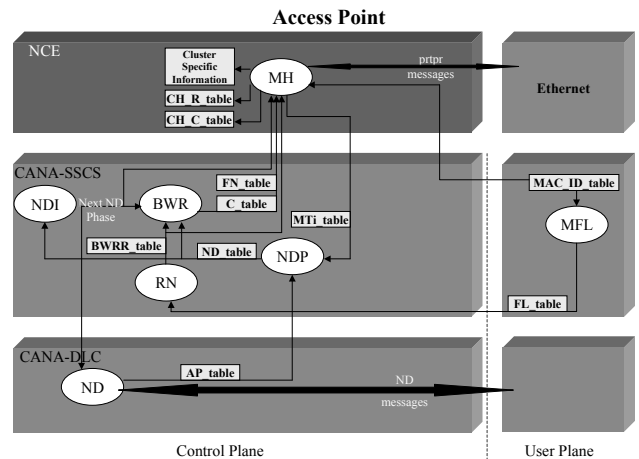 Access Point
NCE
Cluster
Specific
Information
MH
prtpr
messages
Ethernet
CH_R_table
CH_C_table
CANA-SSCS
FN_table
MAC_ID_table
NDI
Next ND
Phase
BWR
C_table
MTi_table
MFL
BWRR_table
ND_table
NDP
RN
FL_table
CANA-DLC
AP_table
ND
ND
messages
Control Plane
User Plane